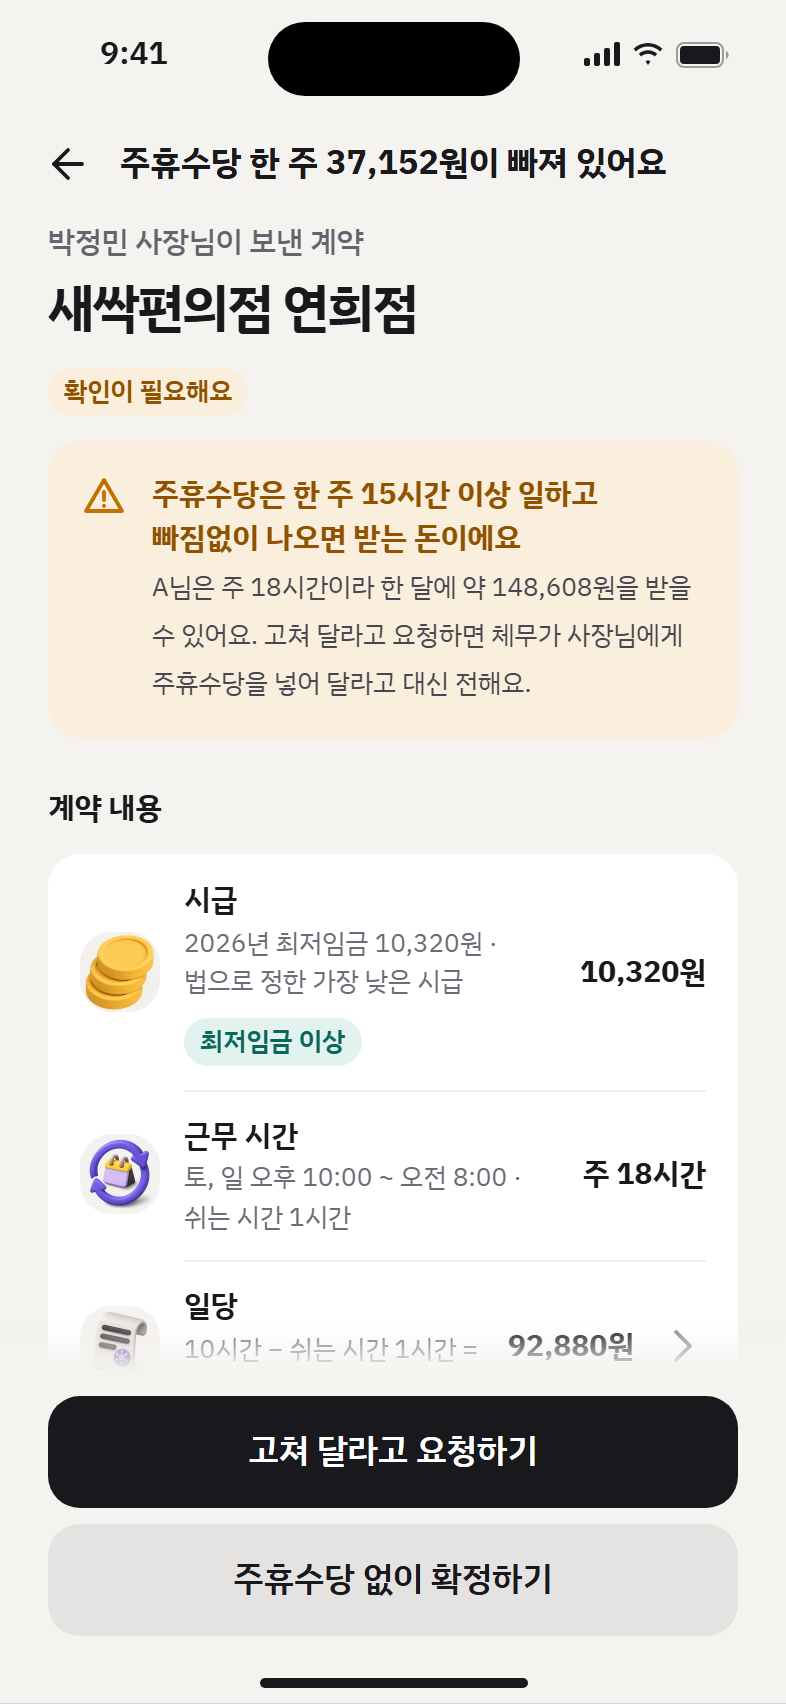 9:41
주휴수당 한 주 37,152원이 빠져 있어요
박정민 사장님이 보낸 계약
새싹편의점 연희점
확인이 필요해요
주휴수당은 한 주 15시간 이상 일하고
빠짐없이 나오면 받는 돈이에요
A님은 주 18시간이라 한 달에 약 148,608원을 받을
수 있어요. 고쳐 달라고 요청하면 체무가 사장님에게
주휴수당을 넣어 달라고 대신 전해요.
계약 내용
시급
2026년 최저임금 10,320원 ·
법으로 정한 가장 낮은 시급
10,320원
최저임금 이상
근무 시간
토, 일 오후 10:00 ~ 오전 8:00 ·
쉬는 시간 1시간
주 18시간
일당
10시간 − 쉬는 시간 1시간 =
92,880원
고쳐 달라고 요청하기
주휴수당 없이 확정하기